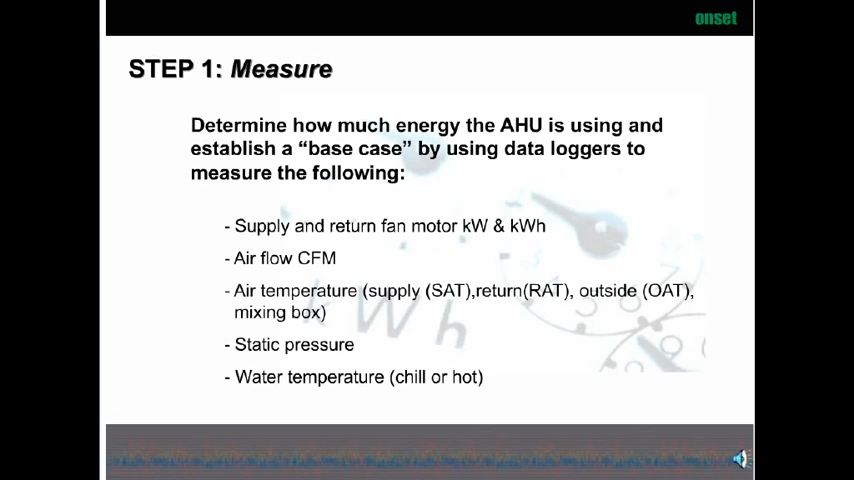 onset
STEP 1: Measure
Determine how much energy the AHU is using and
establish a “base case” by using data loggers to
measure the following:
- Supply and return fan motor kW & kWh
- Air flow CFM
- Air temperature (supply (SAT),return(RAT), outside (OAT),
mixing box)
- Static pressure
- Water temperature (chill or hot)
kWh